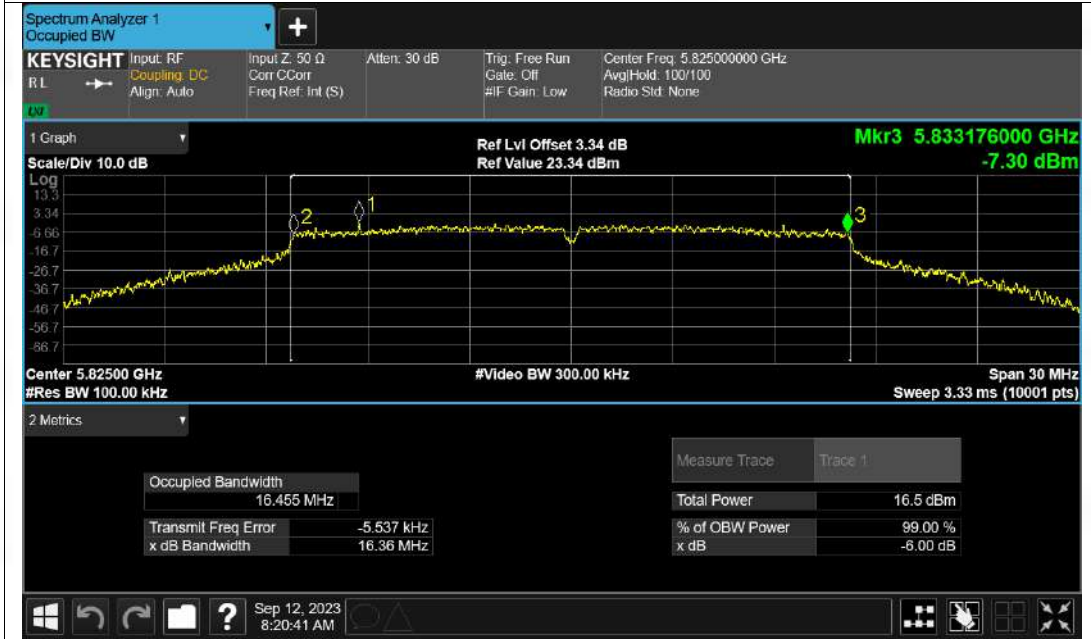 Spectrum Analyzer 1
Occupied BW
+
KEYSIGHT
R L
Input: RF
Coupling: DC
Align: Auto
Input Z: 50 Ω
Corr CCorr
Freq Ref: Int (S)
Atten: 30 dB
Trig: Free Run
Gate: Off
#IF Gain: Low
Center Freq: 5.825000000 GHz
Avg|Hold: 100/100
Radio Std: None
LXI
1 Graph
Scale/Div 10.0 dB
Ref Lvl Offset 3.34 dB
Ref Value 23.34 dBm
Mkr3 5.833176000 GHz
-7.30 dBm
Log
13.3
3.34
-6.66
-16.7
-26.7
-36.7
-46.7
-56.7
-66.7
2
1
3
Center 5.82500 GHz
#Res BW 100.00 kHz
#Video BW 300.00 kHz
Span 30 MHz
Sweep 3.33 ms (10001 pts)
2 Metrics
Occupied Bandwidth
16.455 MHz
Transmit Freq Error -5.537 kHz
x dB Bandwidth 16.36 MHz
Measure Trace Trace 1
Total Power 16.5 dBm
% of OBW Power 99.00 %
x dB -6.00 dB
?
Sep 12, 2023
8:20:41 AM